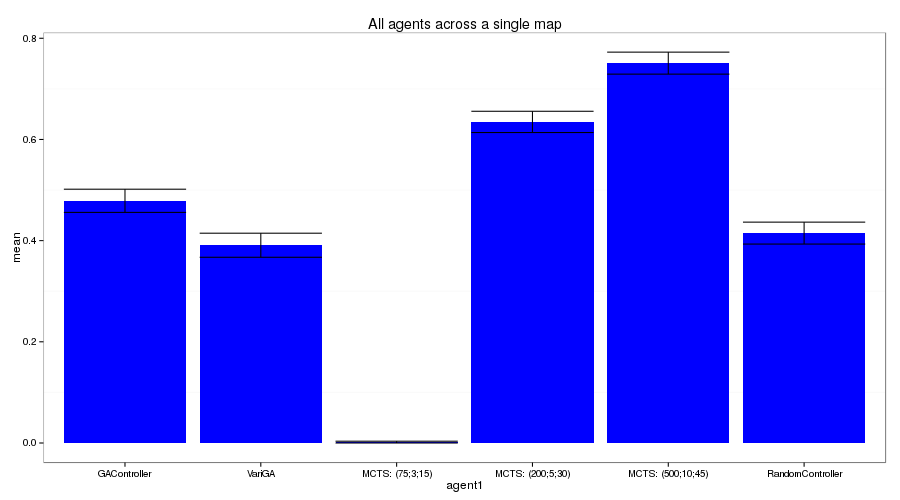 All agents across a single map
mean
0.8
0.6
0.4
0.2
0.0
GAController VariGA MCTS: (75;3;15) MCTS: (200;5;30) MCTS: (500;10;45) RandomController
agent1